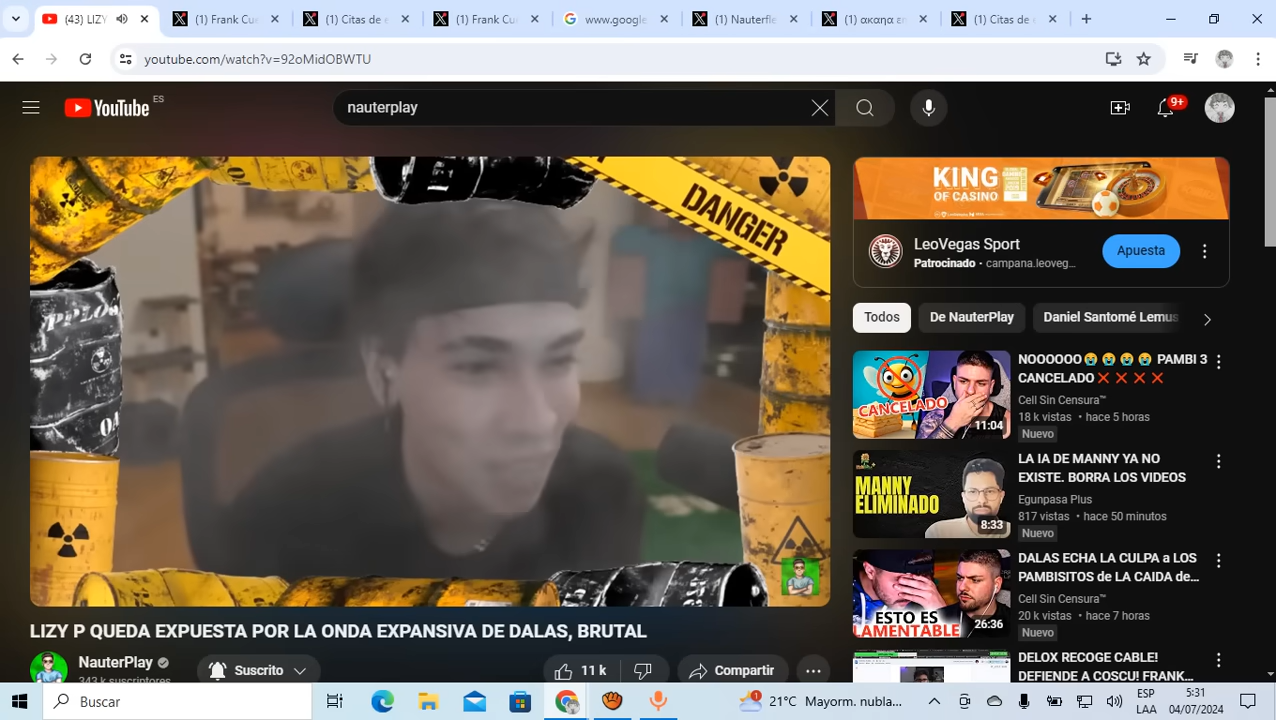 (43) LIZY
(1) Frank Cu
(1) Citas de e
(1) Frank Cu
www.google
(1) Nauterfle
(1) Citas de e
youtube.com/watch?v=92oMidOBWTU
YouTube ES
nauterplay
9+
DANGER
KING
OF CASINO
LeoVegas Sport
Patrocinado · campana.leoveg...
Apuesta
Todos
De NauterPlay
Daniel Santomé Lemus
NOOOOOO😭😭😭😭 PAMBI 3
CANCELADO❌❌❌❌
Cell Sin Censura™
18 k vistas • hace 5 horas
Nuevo
CANCELADO
11:04
LA IA DE MANNY YA NO
EXISTE. BORRA LOS VIDEOS
Egunpasa Plus
817 vistas • hace 50 minutos
Nuevo
MANNY
ELIMINADO
8:33
DALAS ECHA LA CULPA a LOS
PAMBISITOS de LA CAIDA de...
Cell Sin Censura™
20 k vistas • hace 7 horas
Nuevo
ESTO ES
LAMENTABLE
26:36
DELOX RECOGE CABLE!
DEFIENDE A COSCU! FRANK...
LIZY P QUEDA EXPUESTA POR LA ONDA EXPANSIVA DE DALAS, BRUTAL
NauterPlay
343 k suscriptores
Suscrito
11 k
Compartir
Buscar
1
21°C Mayorm. nubla...
ESP
LAA
5:31
04/07/2024